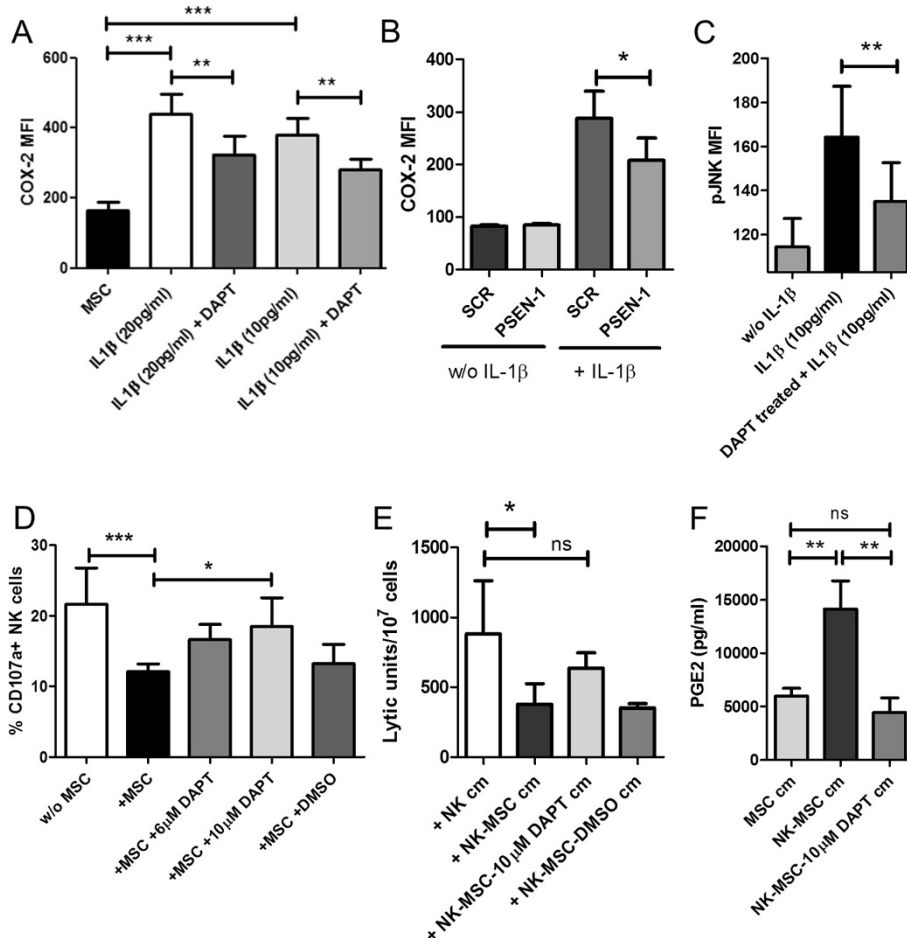 A
COX-2 MFI
600
400
200
0
***
***
**
**
MSC
IL1β (20pg/ml)
IL1β (20pg/ml) + DAPT
IL1β (10pg/ml)
IL1β (10pg/ml) + DAPT
B
COX-2 MFI
400
300
200
100
0
*
SCR
PSEN-1
SCR
PSEN-1
w/o IL-1β
+ IL-1β
C
pJNK MFI
200
180
160
140
120
**
w/o IL-1β
IL1β (10pg/ml)
DAPT treated + IL1β (10pg/ml)
D
% CD107a+ NK cells
30
20
10
0
***
*
w/o MSC
+MSC
+MSC +6μM DAPT
+MSC +10μM DAPT
+MSC +DMSO
E
Lytic units/10⁷ cells
1500
1000
500
0
*
ns
+ NK cm
+ NK-MSC cm
+ NK-MSC-10μM DAPT cm
+ NK-MSC-DMSO cm
F
PGE2 (pg/ml)
20000
15000
10000
5000
0
ns
**
**
MSC cm
NK-MSC cm
NK-MSC-10μM DAPT cm